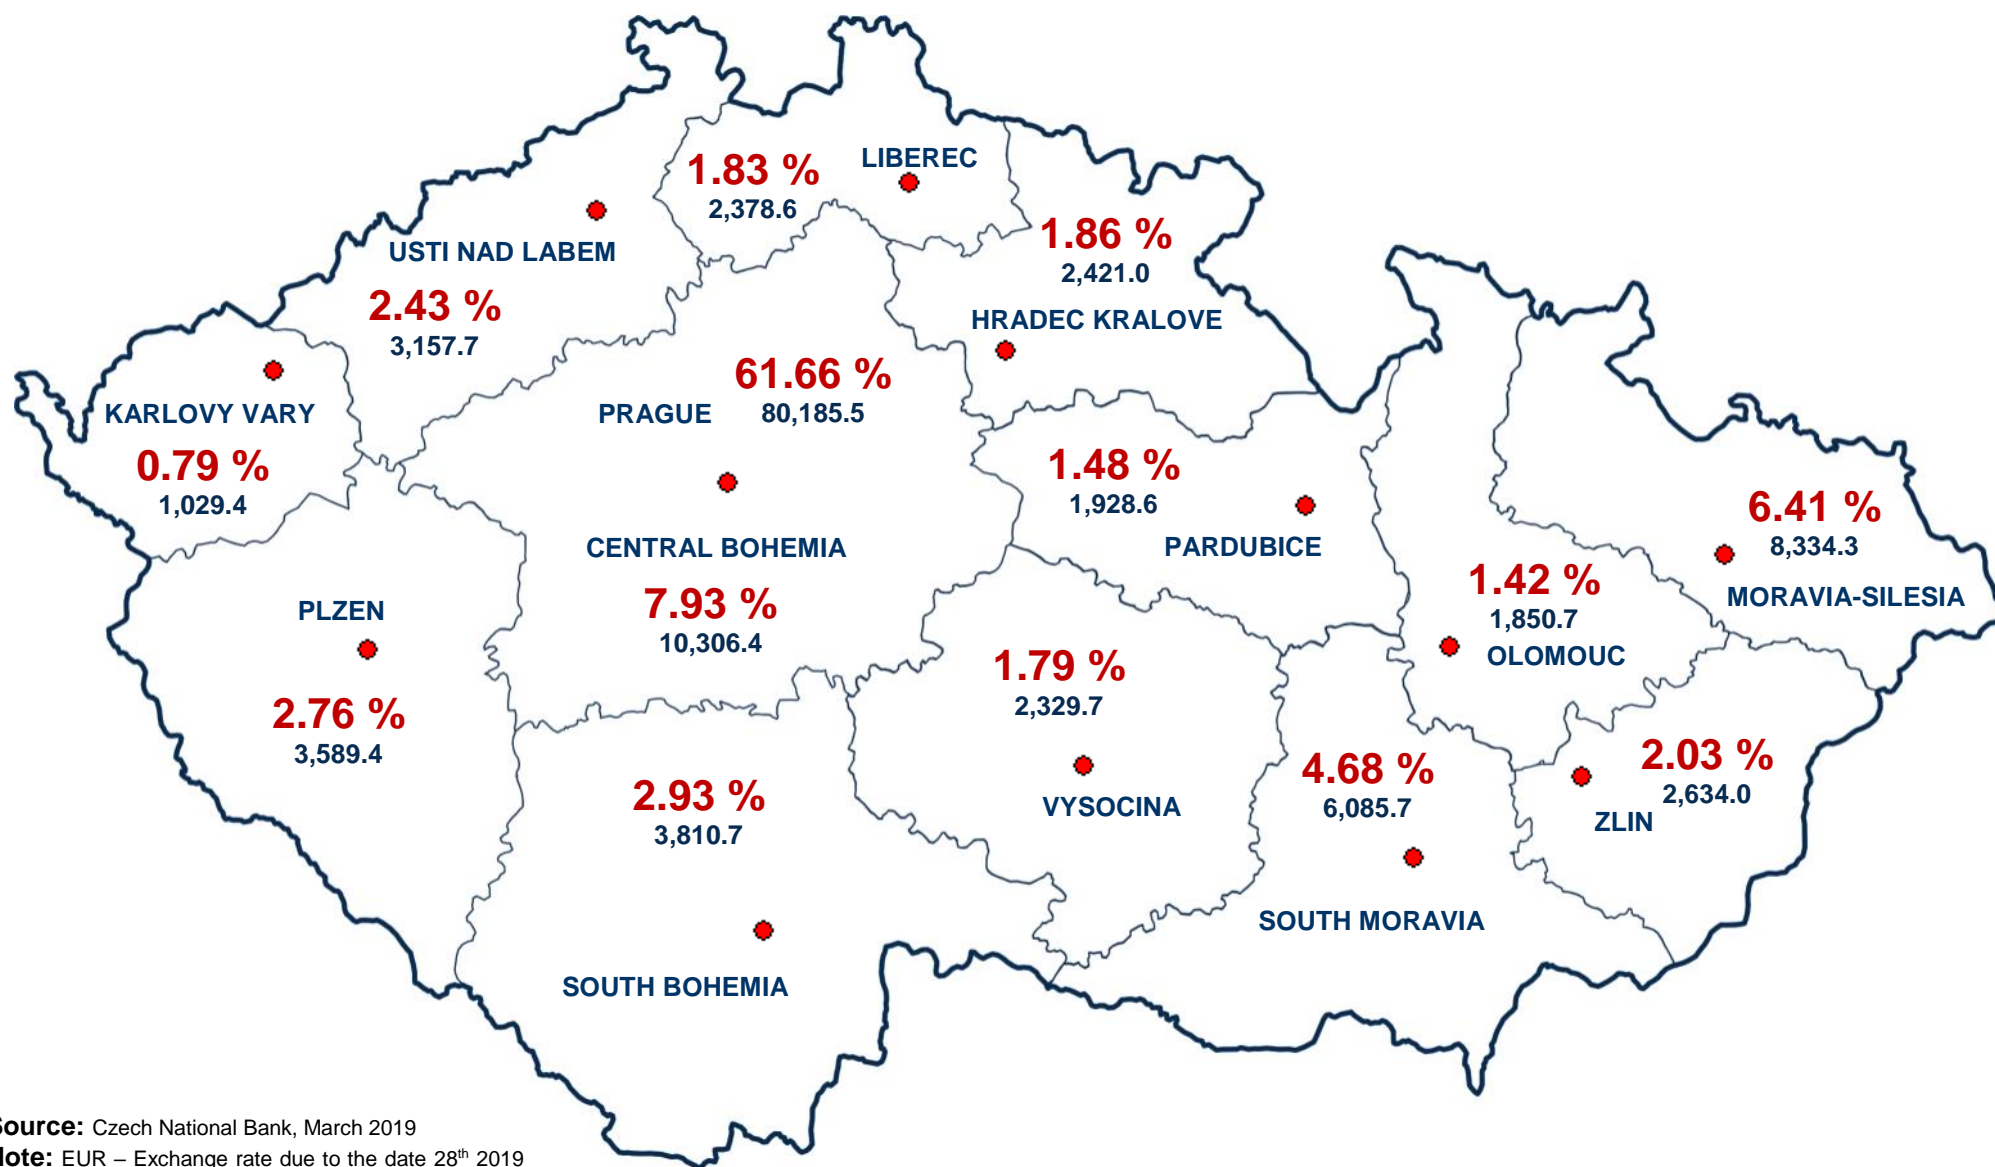 LIBEREC
1.83 %
2,378.6
USTI NAD LABEM
2.43 %
3,157.7
1.86 %
2,421.0
HRADEC KRALOVE
KARLOVY VARY
0.79 %
1,029.4
PRAGUE
61.66 %
80,185.5
CENTRAL BOHEMIA
7.93 %
10,306.4
1.48 %
1,928.6
PARDUBICE
6.41 %
8,334.3
MORAVIA-SILESIA
1.42 %
1,850.7
OLOMOUC
PLZEN
2.76 %
3,589.4
1.79 %
2,329.7
VYSOCINA
2.93 %
3,810.7
SOUTH BOHEMIA
4.68 %
6,085.7
SOUTH MORAVIA
2.03 %
2,634.0
ZLIN
Source: Czech National Bank, March 2019
Note: EUR – Exchange rate due to the date 28th 2019